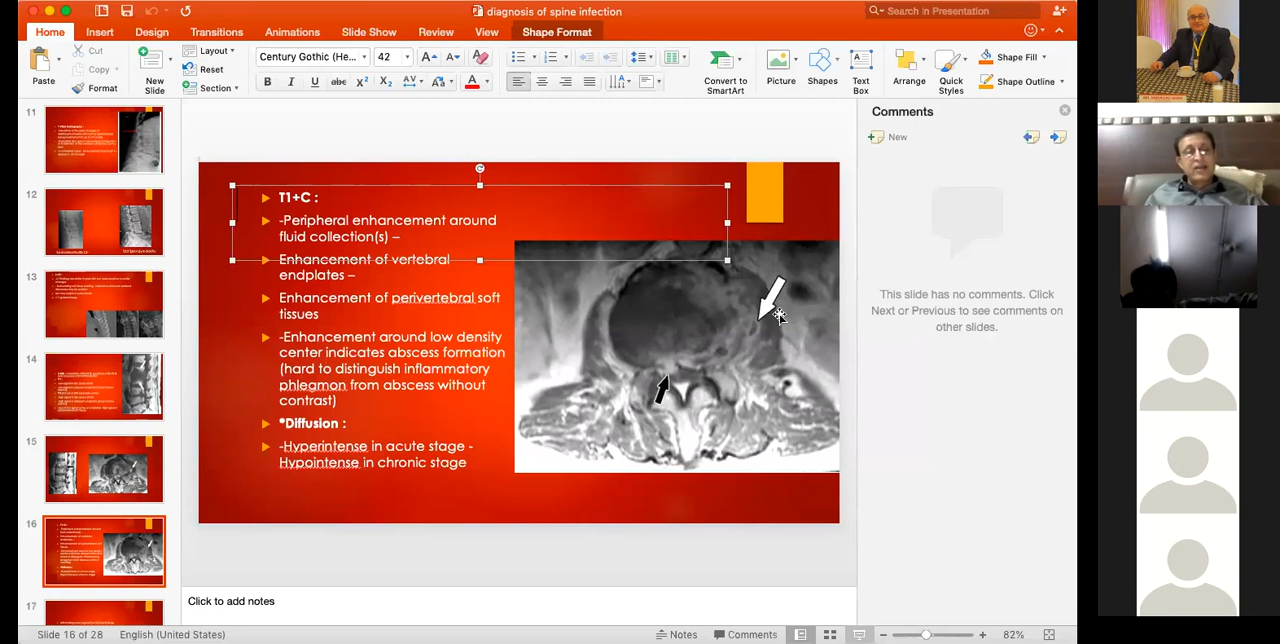 diagnosis of spine infection
Search in Presentation
Home Insert Design Transitions Animations Slide Show Review View Shape Format
Paste
Cut
Copy
Format
New Slide
Layout
Reset
Section
Century Gothic (He...
42
A A
B I U abc X² X₂ AV Aa A
Convert to SmartArt
Picture
Shapes
Text Box
Arrange
Quick Styles
Shape Fill
Shape Outline
11
12
13
14
15
16
17
T1+C :
-Peripheral enhancement around
fluid collection(s) –
Enhancement of vertebral
endplates –
Enhancement of perivertebral soft
tissues
-Enhancement around low density
center indicates abscess formation
(hard to distinguish inflammatory
phlegmon from abscess without
contrast)
*Diffusion :
-Hyperintense in acute stage -
Hypointense in chronic stage
Comments
New
This slide has no comments. Click
Next or Previous to see comments on
other slides.
Click to add notes
Slide 16 of 28 English (United States) Notes Comments 82%